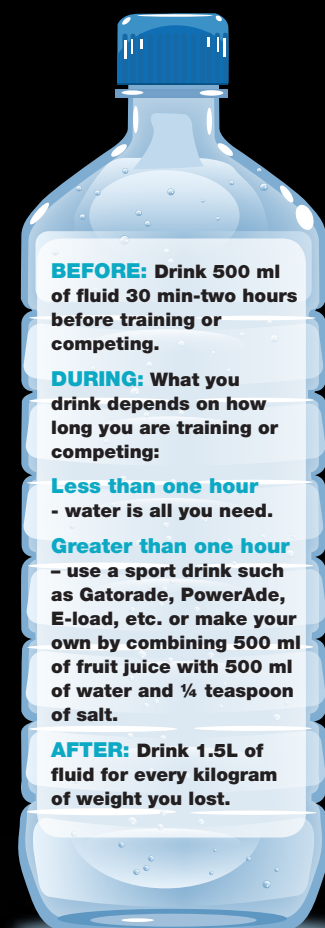 BEFORE: Drink 500 ml
of fluid 30 min-two hours
before training or
competing.
DURING: What you
drink depends on how
long you are training or
competing:
Less than one hour
- water is all you need.
Greater than one hour
– use a sport drink such
as Gatorade, PowerAde,
E-load, etc. or make your
own by combining 500 ml
of fruit juice with 500 ml
of water and ¼ teaspoon
of salt.
AFTER: Drink 1.5L of
fluid for every kilogram
of weight you lost.